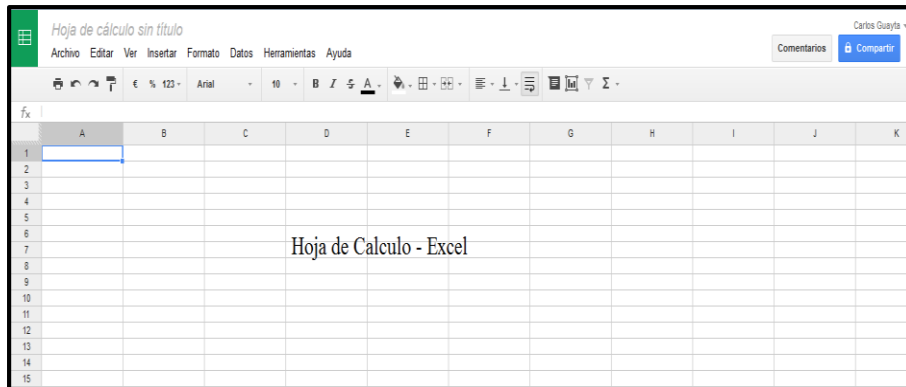 Hoja de cálculo sin título
Carlos Guayta
Archivo Editar Ver Insertar Formato Datos Herramientas Ayuda
Comentarios
Compartir
€ % 123 Arial 10 B I S A Σ
fx
A B C D E F G H I J K
1
2
3
4
5
6
Hoja de Calculo - Excel
7
8
9
10
11
12
13
14
15